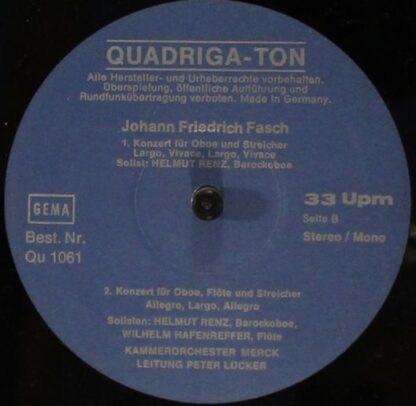 QUADRIGA-TON
Alle Hersteller- und Urheberrechte vorbehalten.
Überspielung, öffentliche Aufführung und
Rundfunkübertragung verboten. Made in Germany.
Johann Friedrich Fasch
1. Konzert für Oboe und Streicher
Largo, Vivace, Largo, Vivace
Solist: HELMUT RENZ, Barockoboe
GEMA
Best. Nr.
Qu 1061
33 Upm
Seite B
Stereo / Mono
2. Konzert für Oboe, Flöte und Streicher
Allegro, Largo, Allegro
Solisten: HELMUT RENZ, Barockoboe,
WILHELM HAFENREFFER, Flöte
KAMMERORCHESTER MERCK
LEITUNG PETER LÜCKER